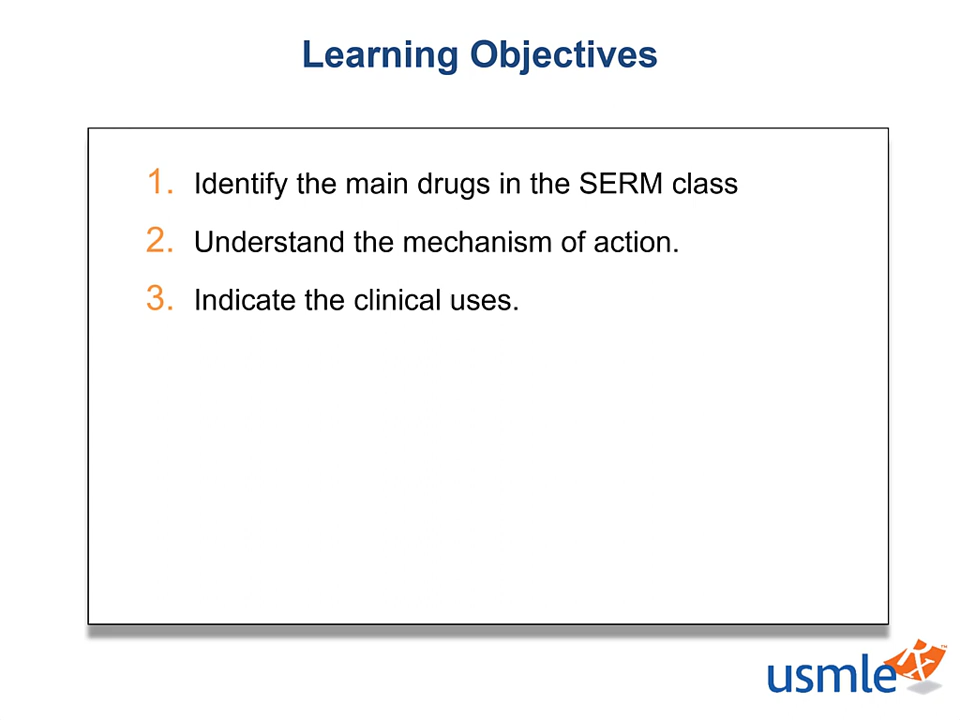 Learning Objectives
1. Identify the main drugs in the SERM class
2. Understand the mechanism of action.
3. Indicate the clinical uses.
usmle Rx™